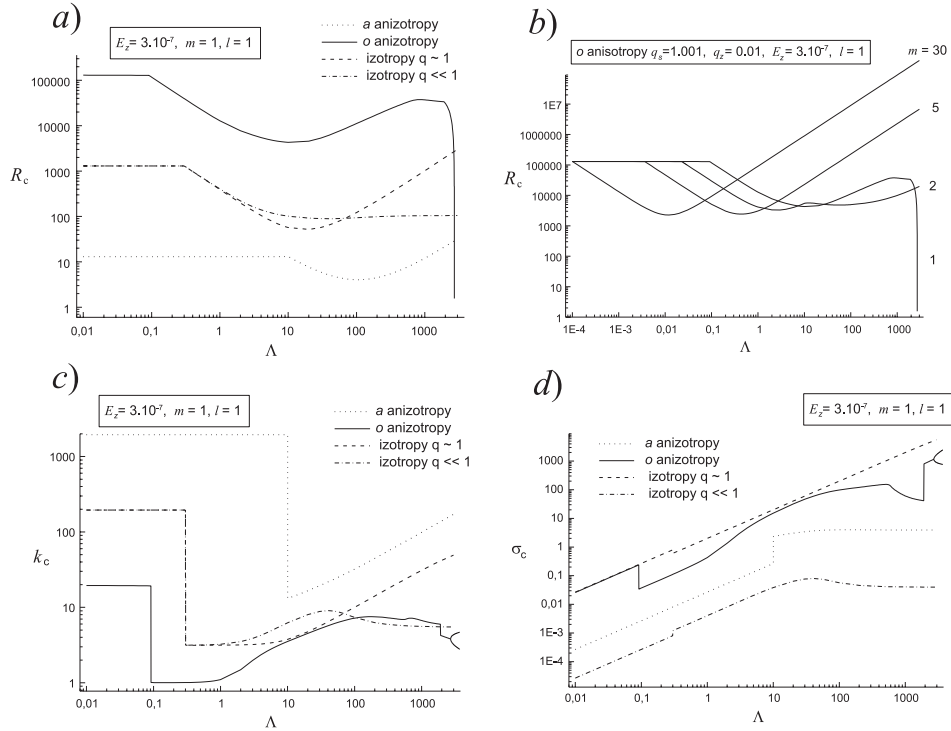 a)
E_z = 3.10⁻⁷, m = 1, l = 1
a anizotropy
o anizotropy
izotropy q ~ 1
izotropy q << 1
100000
10000
1000
100
10
1
R_c
0,01 0,1 1 10 100 1000
Λ
b)
o anisotropy q_s=1.001, q_z= 0.01, E_z= 3.10⁻⁷, l = 1
m = 30
5
2
1
1E7
1000000
100000
10000
1000
100
10
1
R_c
1E-4 1E-3 0,01 0,1 1 10 100 1000
Λ
c)
E_z= 3.10⁻⁷, m = 1, l = 1
a anizotropy
o anizotropy
izotropy q ~ 1
izotropy q << 1
1000
100
10
1
k_c
0,01 0,1 1 10 100 1000
Λ
d)
E_z= 3.10⁻⁷, m = 1, l = 1
a anizotropy
o anizotropy
izotropy q ~ 1
izotropy q << 1
1000
100
10
1
0,1
0,01
1E-3
1E-4
σ_c
0,01 0,1 1 10 100 1000
Λ